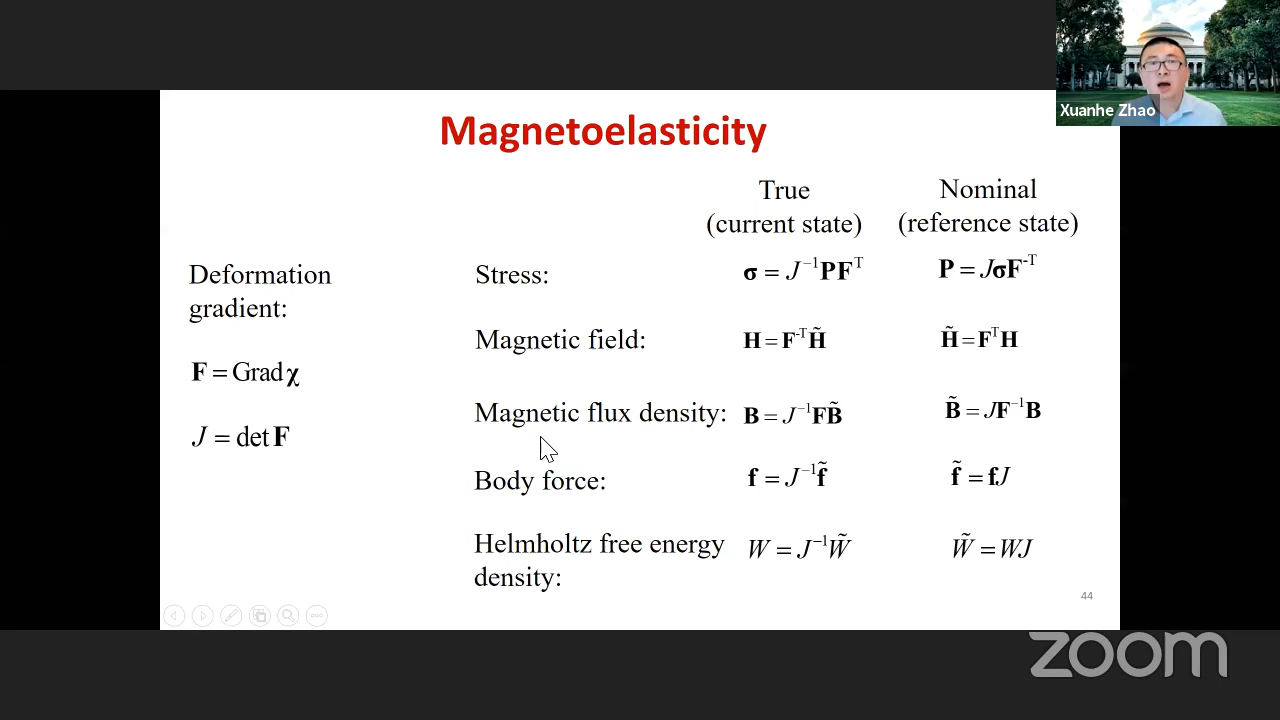 Xuanhe Zhao
Magnetoelasticity
True
(current state)
Nominal
(reference state)
Deformation
gradient:
F = Grad χ
J = det F
Stress:
σ = J⁻¹PFᵀ
P = JσF⁻ᵀ
Magnetic field:
H = F⁻ᵀH̃
H̃ = FᵀH
Magnetic flux density:
B = J⁻¹FB̃
B̃ = JF⁻¹B
Body force:
f = J⁻¹f̃
f̃ = fJ
Helmholtz free energy
density:
W = J⁻¹W̃
W̃ = WJ
44
zoom